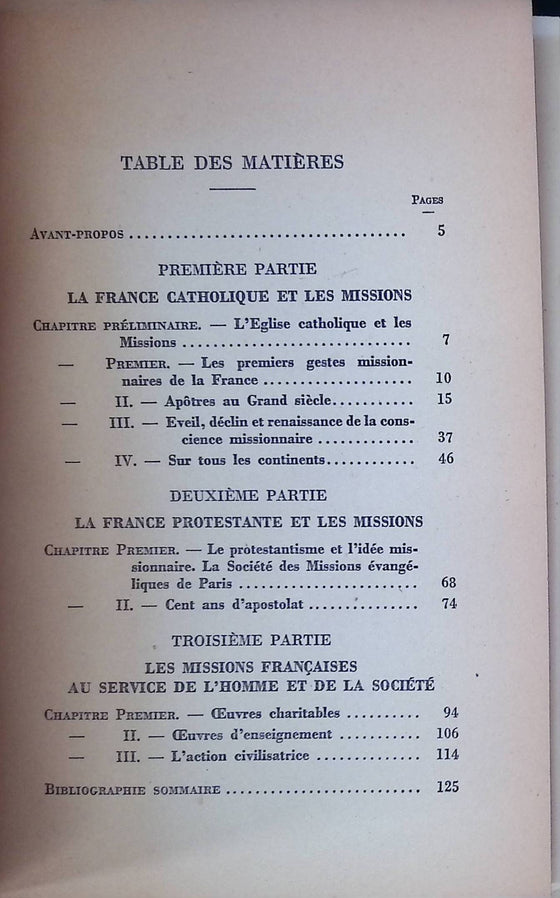 TABLE DES MATIÈRES
PAGES
AVANT-PROPOS .................................... 5
PREMIÈRE PARTIE
LA FRANCE CATHOLIQUE ET LES MISSIONS
CHAPITRE PRÉLIMINAIRE. — L'Eglise catholique et les
Missions .............................. 7
— PREMIER. — Les premiers gestes mission-
naires de la France .................... 10
— II. — Apôtres au Grand siècle........... 15
— III. — Eveil, déclin et renaissance de la cons-
cience missionnaire ............. 37
— IV. — Sur tous les continents............ 46
DEUXIÈME PARTIE
LA FRANCE PROTESTANTE ET LES MISSIONS
CHAPITRE PREMIER. — Le protestantisme et l'idée mis-
sionnaire. La Société des Missions évangé-
liques de Paris ........................ 68
— II. — Cent ans d'apostolat ............... 74
TROISIÈME PARTIE
LES MISSIONS FRANÇAISES
AU SERVICE DE L'HOMME ET DE LA SOCIÉTÉ
CHAPITRE PREMIER. — Œuvres charitables .......... 94
— II. — Œuvres d'enseignement ........... 106
— III. — L'action civilisatrice .............. 114
BIBLIOGRAPHIE SOMMAIRE .......................... 125